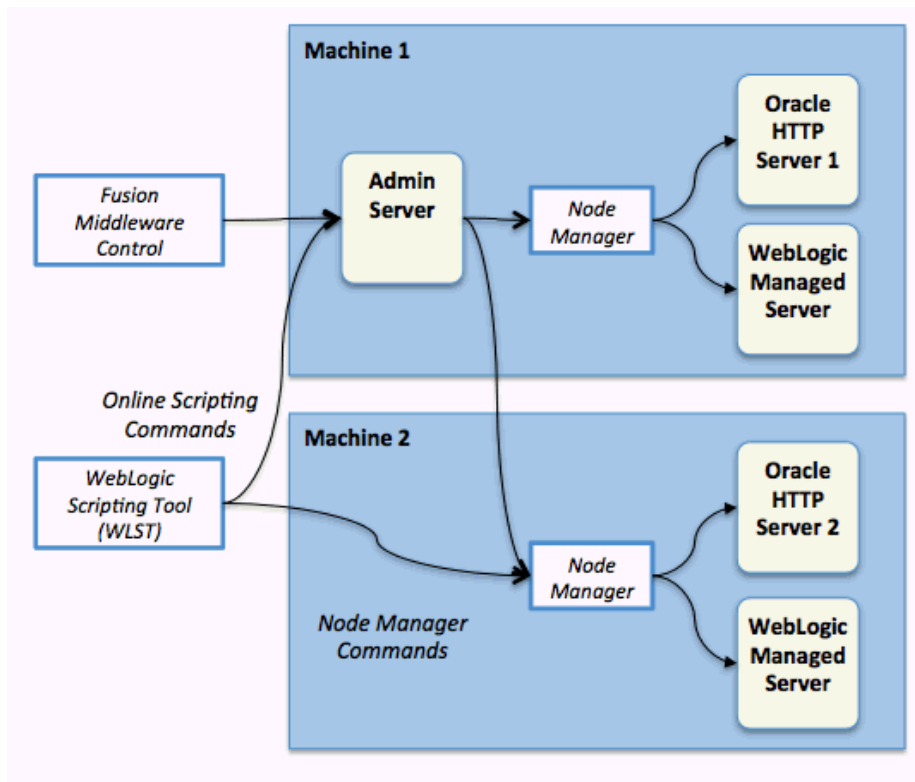 Machine 1
Oracle
HTTP
Server 1
Admin
Server
Fusion
Middleware
Control
Node
Manager
WebLogic
Managed
Server
Online Scripting
Commands
Machine 2
WebLogic
Scripting Tool
(WLST)
Oracle
HTTP
Server 2
Node
Manager
Node Manager
Commands
WebLogic
Managed
Server